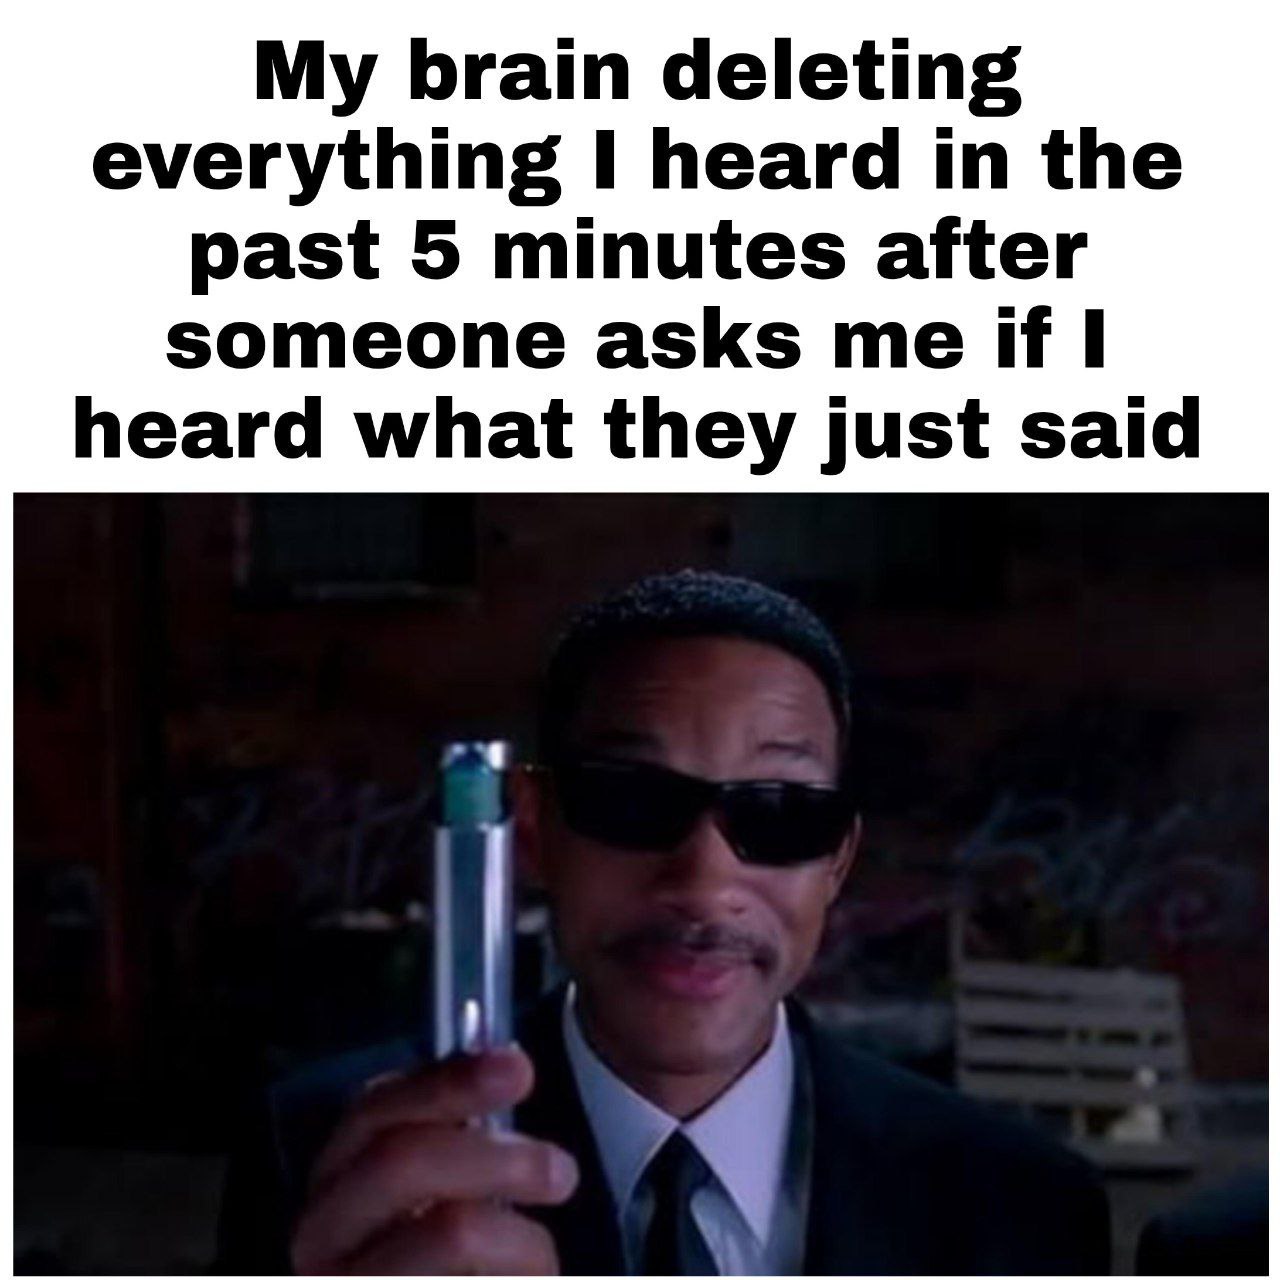 My brain deleting
everything I heard in the
past 5 minutes after
someone asks me if I
heard what they just said